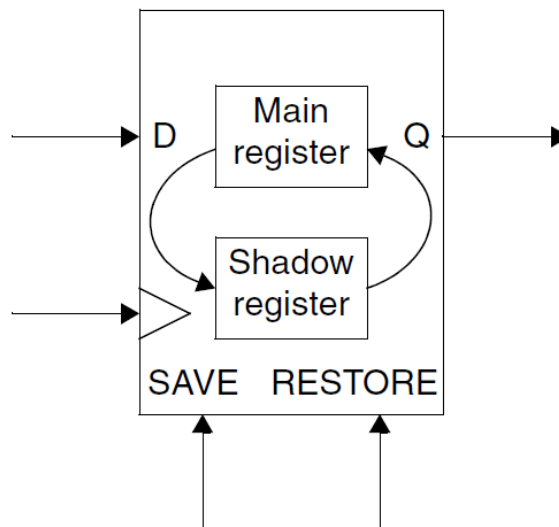 Main
register
D
Q
Shadow
register
SAVE
RESTORE